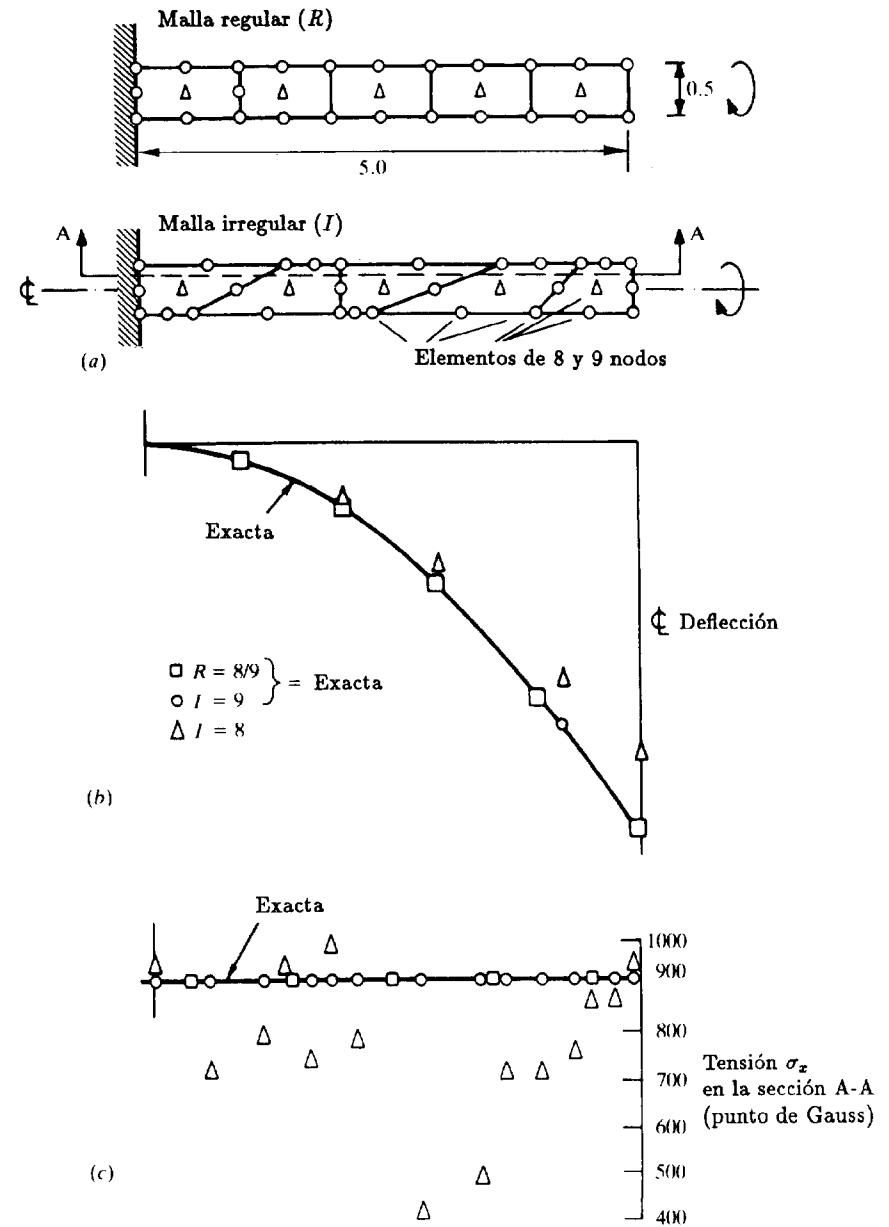 Malla regular (R)
0.5
5.0
Malla irregular (I)
A
A
℄
Elementos de 8 y 9 nodos
(a)
Exacta
℄ Deflección
R = 8/9
I = 9
= Exacta
I = 8
(b)
Exacta
1000
900
800
700
600
500
400
Tensión σx
en la sección A-A
(punto de Gauss)
(c)